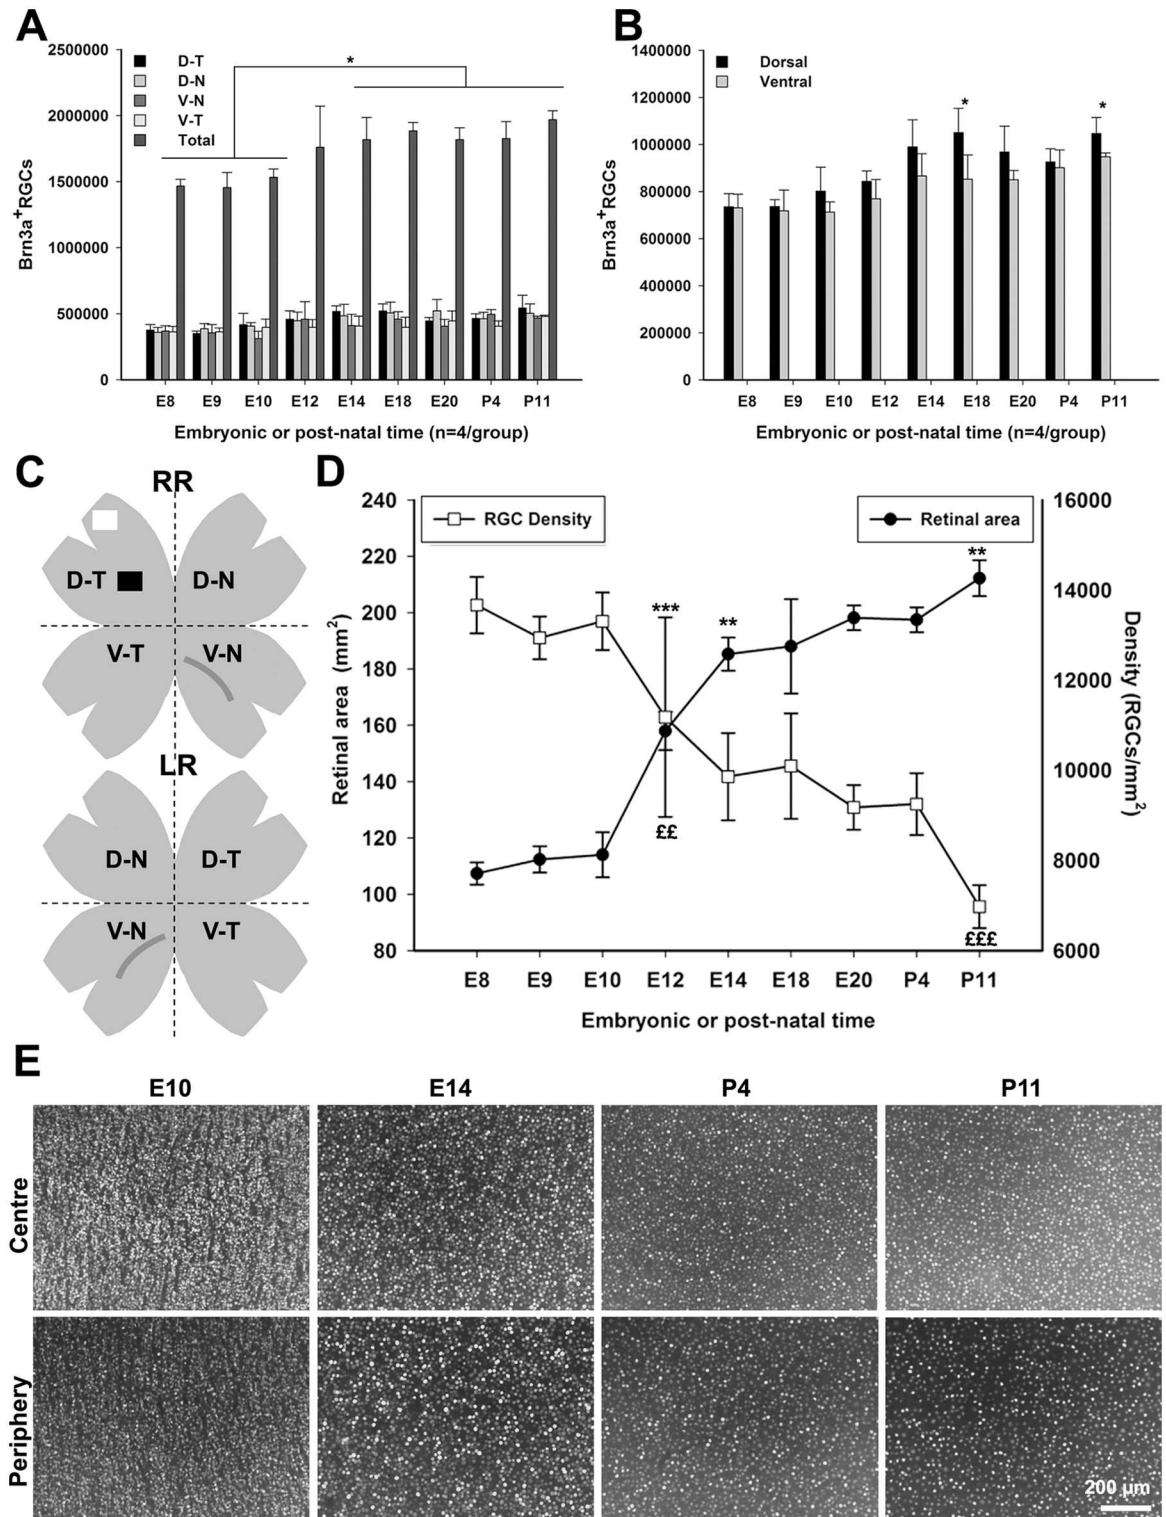 A
2500000
2000000
1500000
1000000
500000
0
Brn3a+RGCs
D-T
D-N
V-N
V-T
Total
*
E8 E9 E10 E12 E14 E18 E20 P4 P11
Embryonic or post-natal time (n=4/group)
B
1400000
1200000
1000000
800000
600000
400000
200000
0
Brn3a+RGCs
Dorsal
Ventral
* *
E8 E9 E10 E12 E14 E18 E20 P4 P11
Embryonic or post-natal time (n=4/group)
C
RR
D-T D-N
V-T V-N
LR
D-N D-T
V-N V-T
D
240
220
200
180
160
140
120
100
80
Retinal area (mm2)
RGC Density
Retinal area
*** ** **
££ £££
16000
14000
12000
10000
8000
6000
Density (RGCs/mm2)
E8 E9 E10 E12 E14 E18 E20 P4 P11
Embryonic or post-natal time
E
E10 E14 P4 P11
Centre
Periphery
200 µm